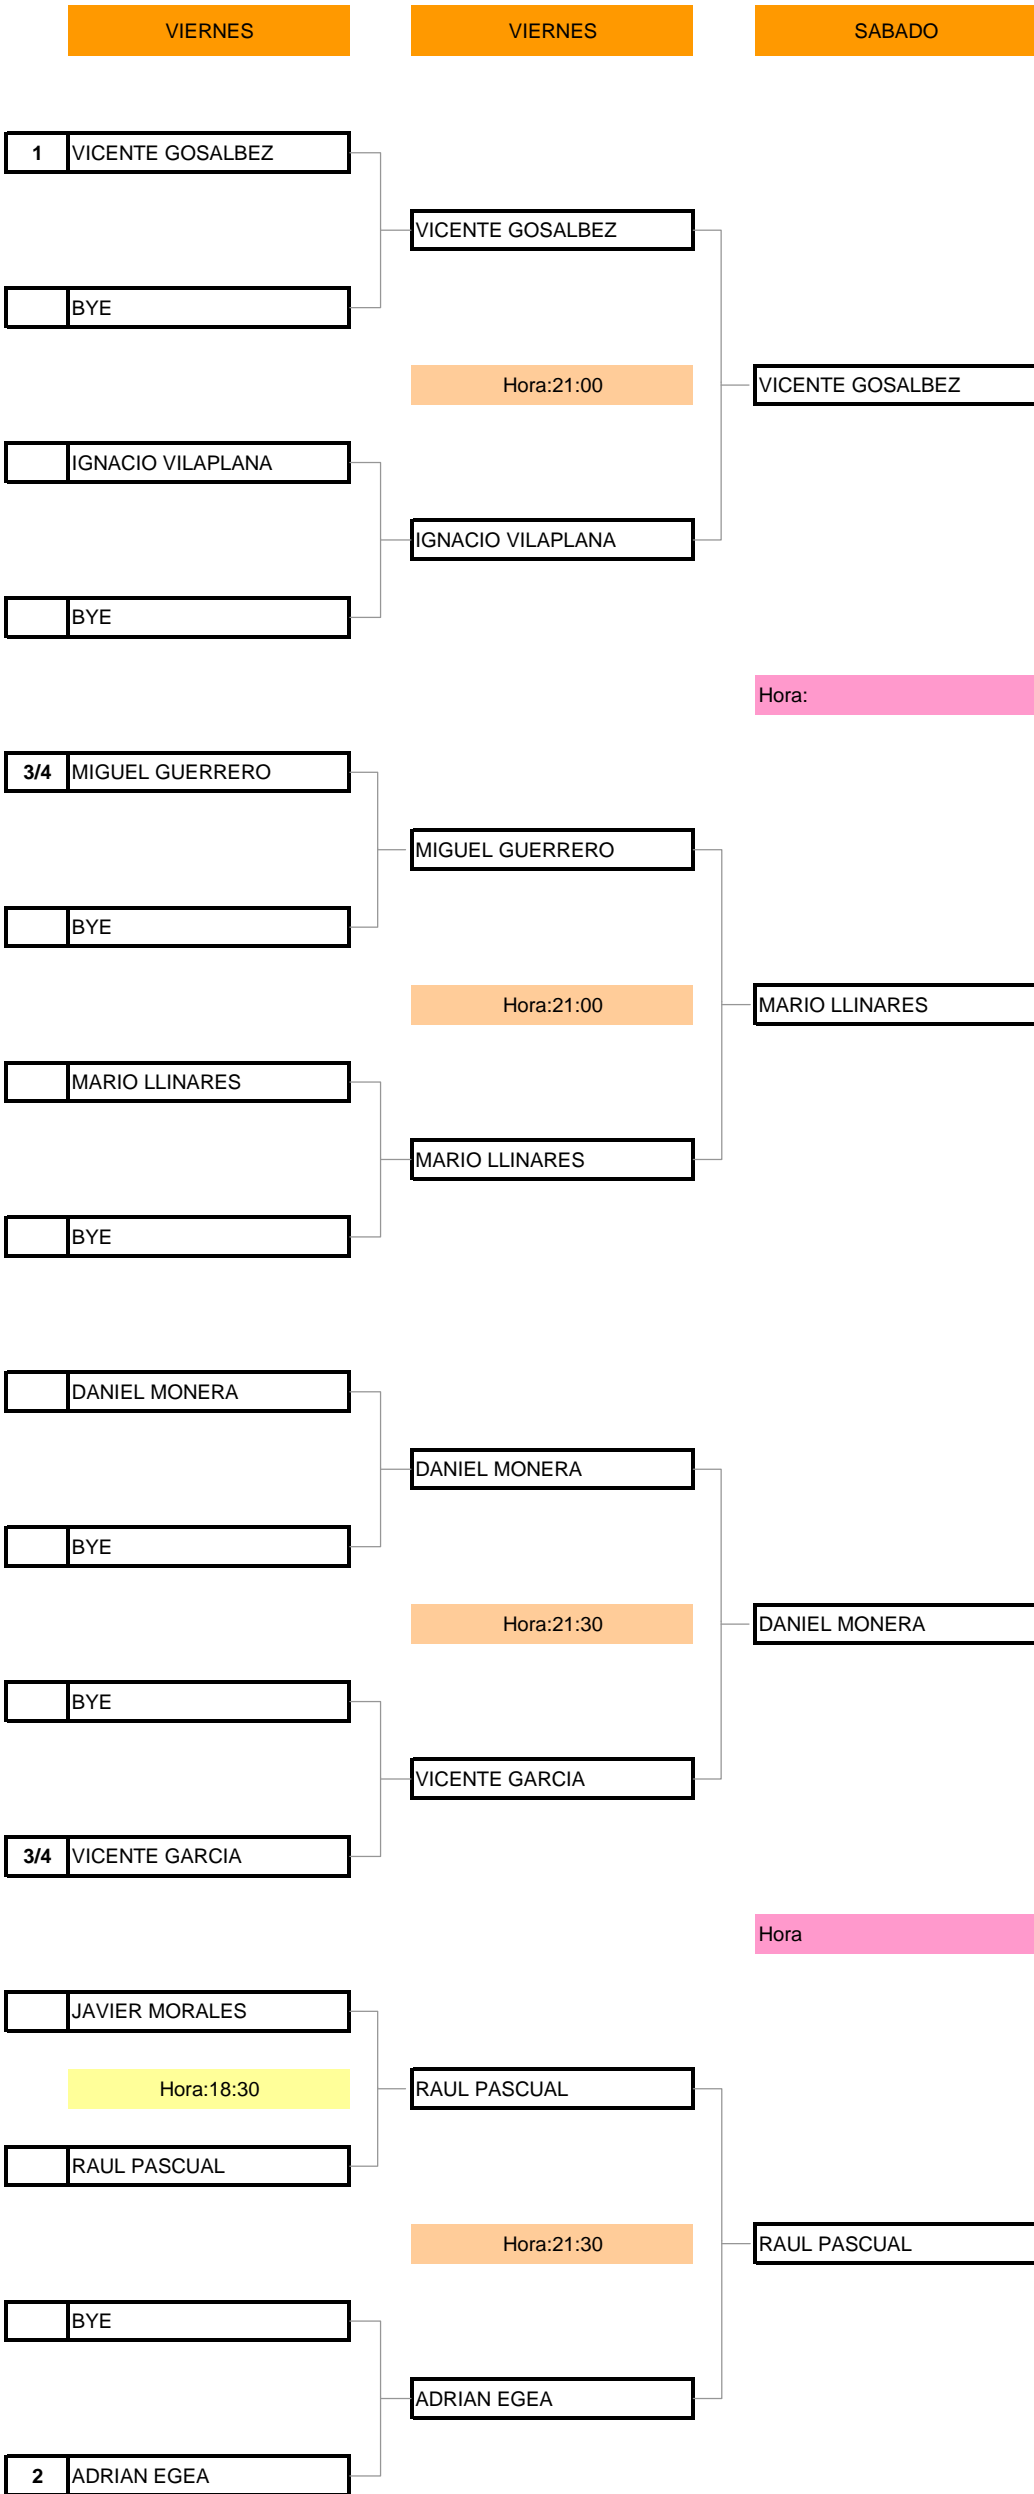 VIERNES VIERNES SABADO
1 VICENTE GOSALBEZ
VICENTE GOSALBEZ
BYE
Hora:21:00 VICENTE GOSALBEZ
IGNACIO VILAPLANA
IGNACIO VILAPLANA
BYE
Hora:
3/4 MIGUEL GUERRERO
MIGUEL GUERRERO
BYE
Hora:21:00 MARIO LLINARES
MARIO LLINARES
MARIO LLINARES
BYE
DANIEL MONERA
DANIEL MONERA
BYE
Hora:21:30 DANIEL MONERA
BYE
VICENTE GARCIA
3/4 VICENTE GARCIA
Hora
JAVIER MORALES
Hora:18:30 RAUL PASCUAL
RAUL PASCUAL
Hora:21:30 RAUL PASCUAL
BYE
ADRIAN EGEA
2 ADRIAN EGEA